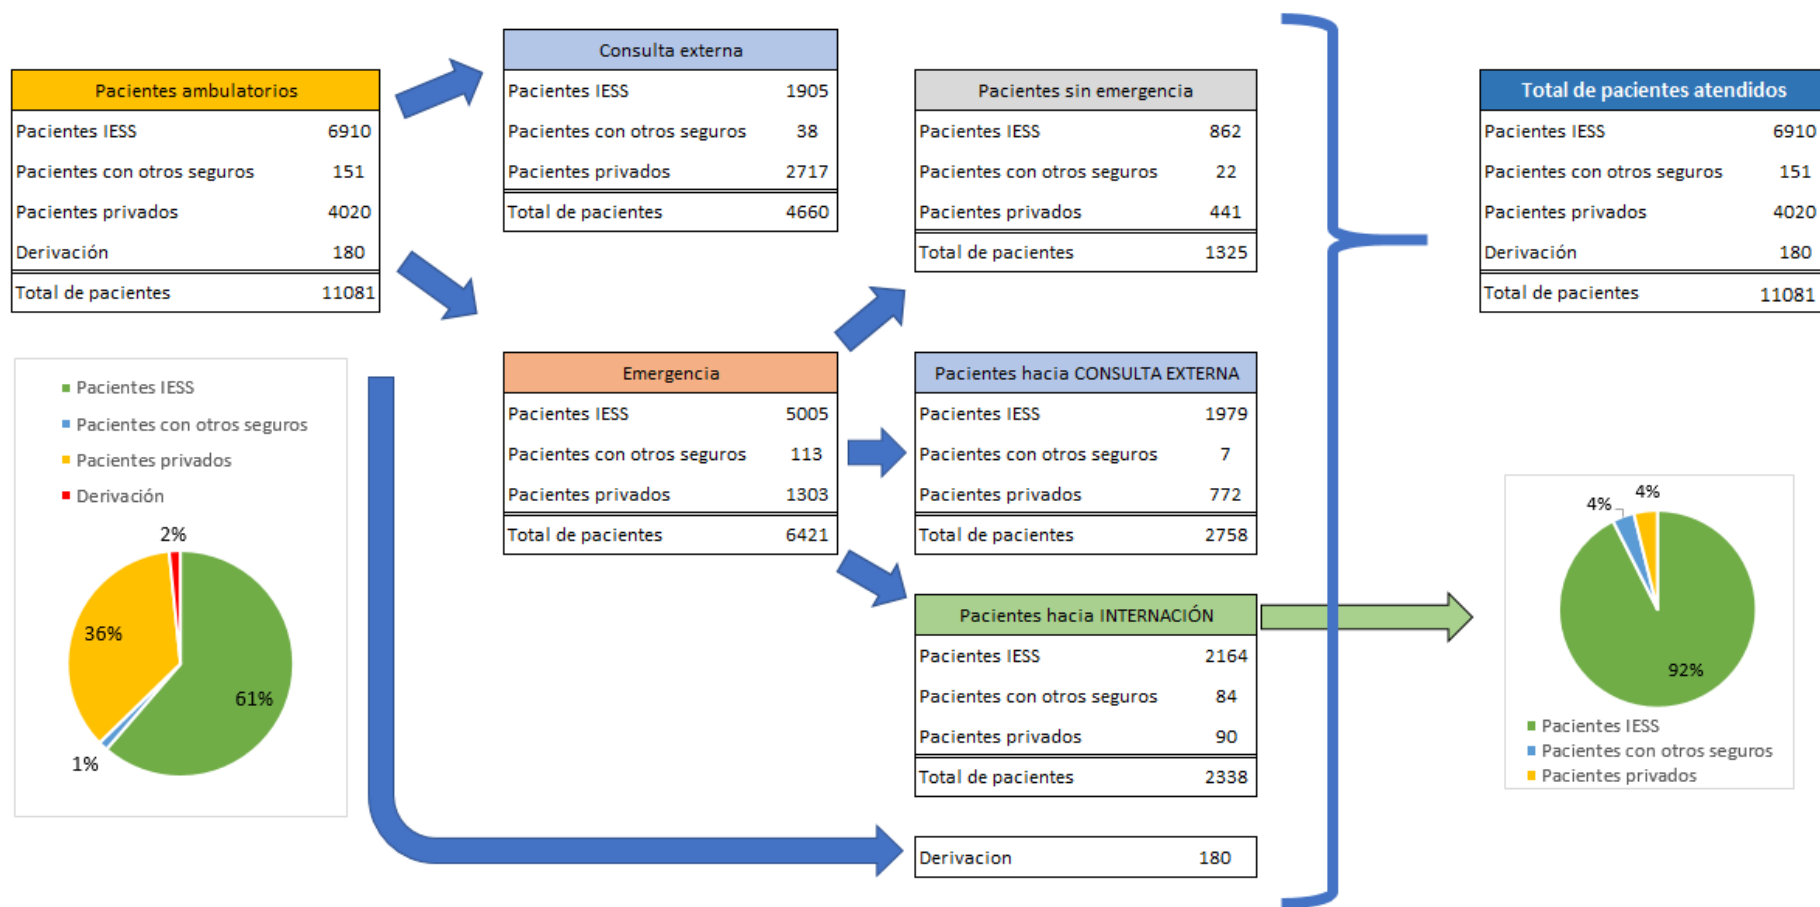 Pacientes ambulatorios
Pacientes IESS 6910
Pacientes con otros seguros 151
Pacientes privados 4020
Derivación 180
Total de pacientes 11081
Pacientes IESS
Pacientes con otros seguros
Pacientes privados
Derivación
2%
36%
61%
1%
Consulta externa
Pacientes IESS 1905
Pacientes con otros seguros 38
Pacientes privados 2717
Total de pacientes 4660
Emergencia
Pacientes IESS 5005
Pacientes con otros seguros 113
Pacientes privados 1303
Total de pacientes 6421
Pacientes sin emergencia
Pacientes IESS 862
Pacientes con otros seguros 22
Pacientes privados 441
Total de pacientes 1325
Pacientes hacia CONSULTA EXTERNA
Pacientes IESS 1979
Pacientes con otros seguros 7
Pacientes privados 772
Total de pacientes 2758
Pacientes hacia INTERNACIÓN
Pacientes IESS 2164
Pacientes con otros seguros 84
Pacientes privados 90
Total de pacientes 2338
Derivacion 180
Total de pacientes atendidos
Pacientes IESS 6910
Pacientes con otros seguros 151
Pacientes privados 4020
Derivación 180
Total de pacientes 11081
4%
4%
92%
Pacientes IESS
Pacientes con otros seguros
Pacientes privados